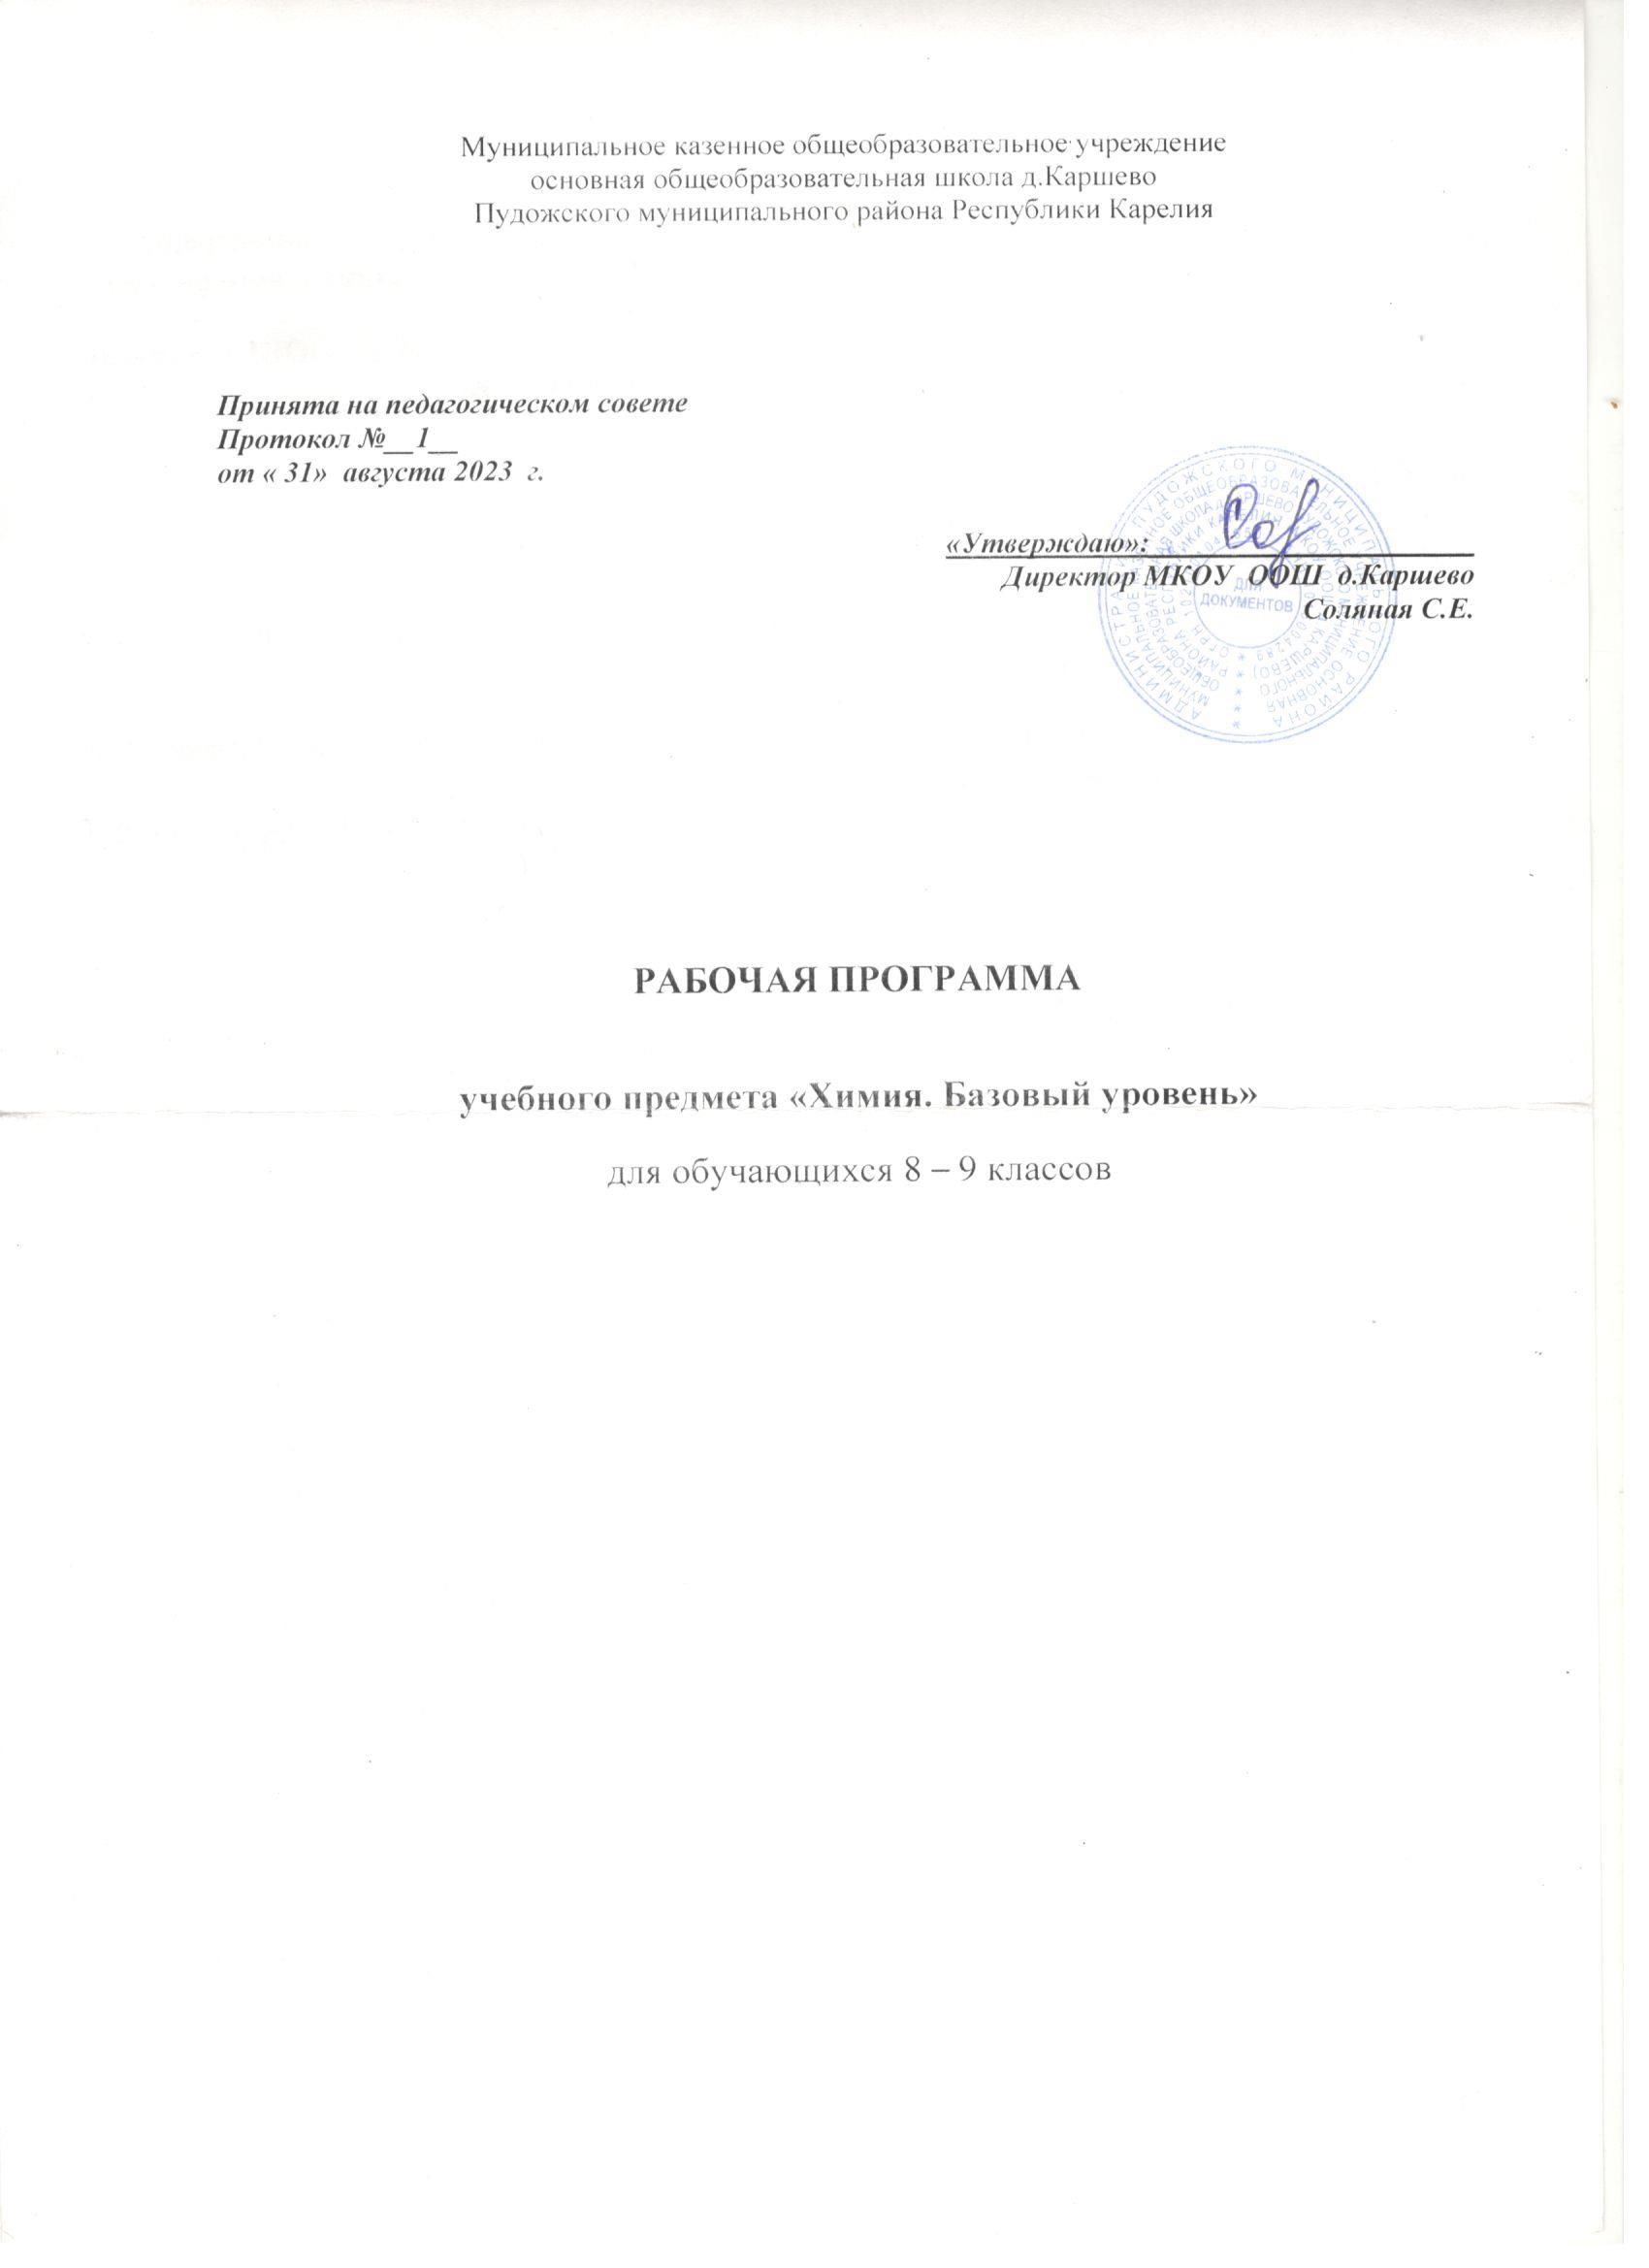 Муниципальное казенное общеобразовательное учреждение
основная общеобразовательная школа д.Каршево
Пудожского муниципального района Республики Карелия
Принята на педагогическом совете
Протокол №__1__
от « 31»  августа 2023  г.
«Утверждаю»:
Директор МКОУ  ООШ  д.Каршево
Соляная С.Е.
ДЛЯ
ДОКУМЕНТОВ
РАБОЧАЯ ПРОГРАММА
учебного предмета «Химия. Базовый уровень»
для обучающихся 8 – 9 классов